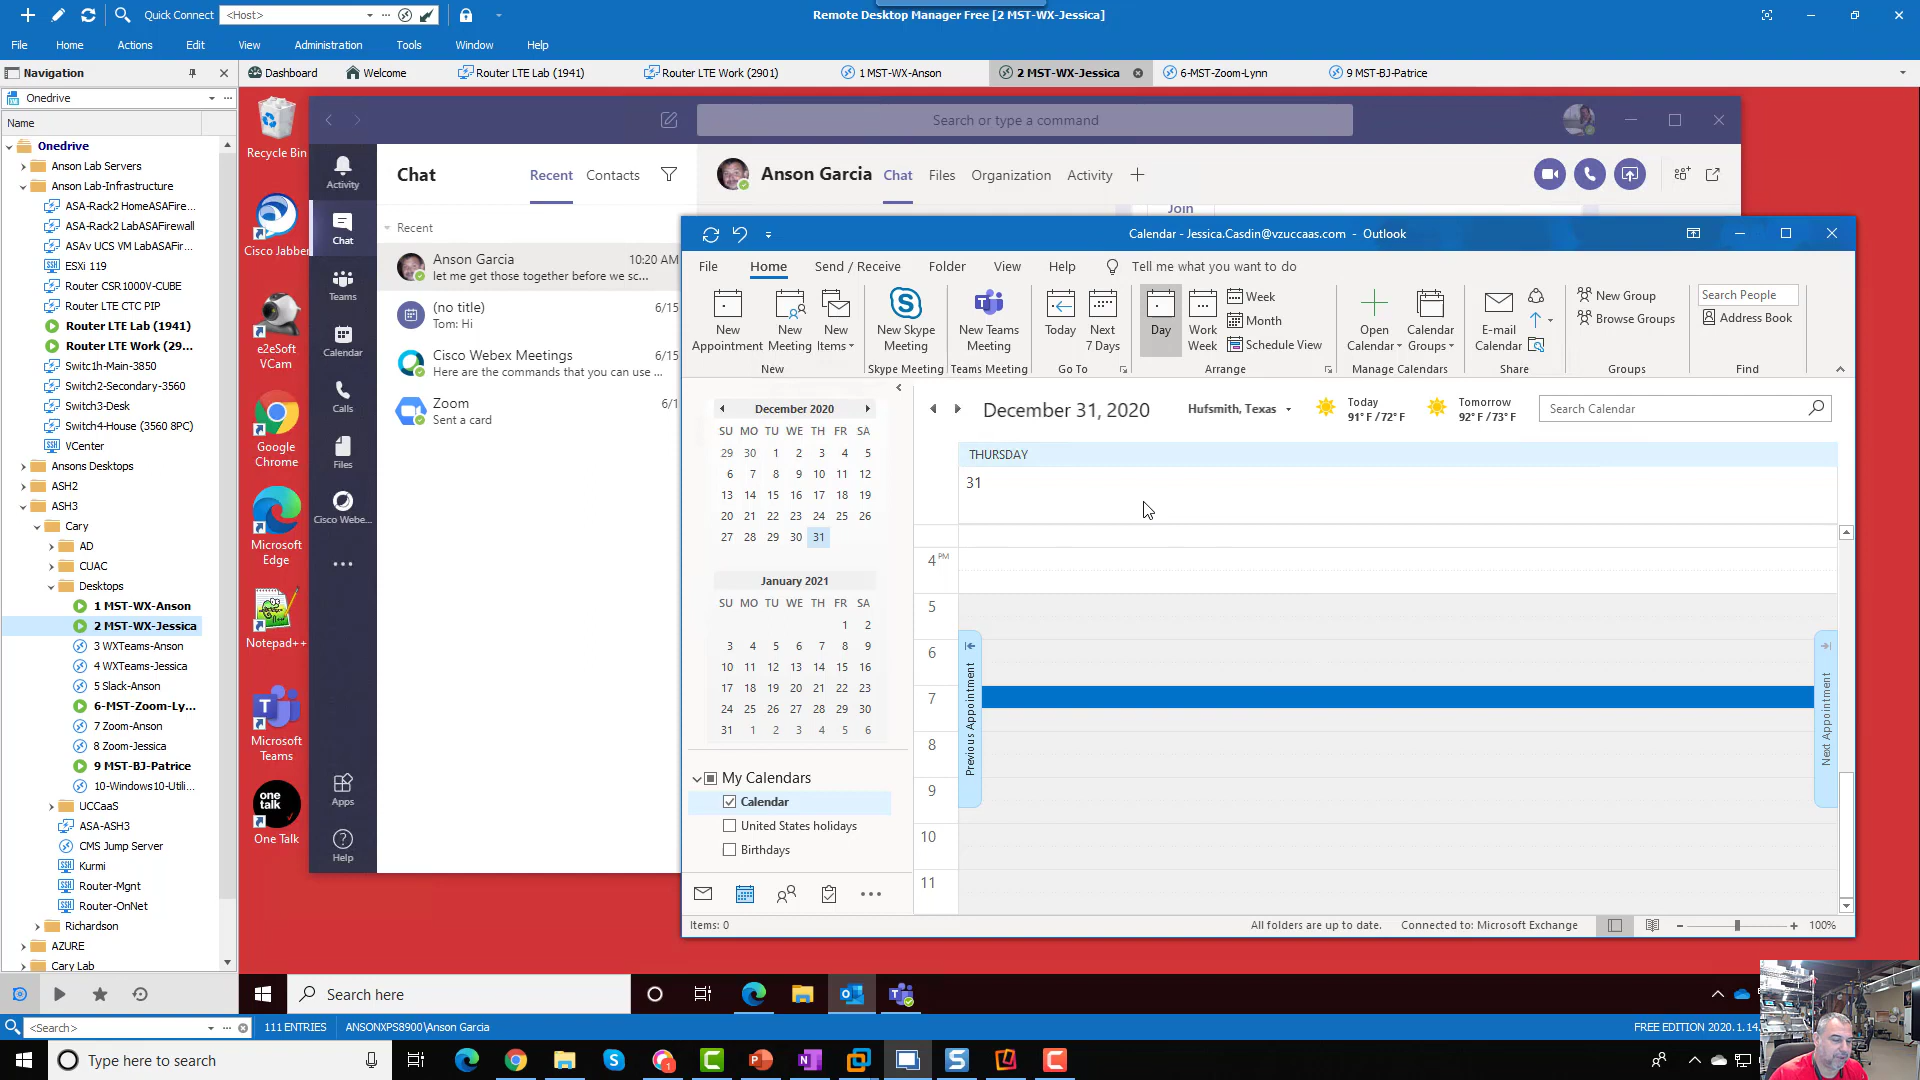 Quick Connect <Host> Remote Desktop Manager Free [2 MST-WX-Jessica]
File Home Actions Edit View Administration Tools Window Help
Navigation
Dashboard Welcome Router LTE Lab (1941) Router LTE Work (2901) 1 MST-WX-Anson 2 MST-WX-Jessica 6-MST-Zoom-Lynn 9 MST-BJ-Patrice
Onedrive
Name
Onedrive
Anson Lab Servers
Anson Lab-Infrastructure
ASA-Rack2 HomeASAFire...
ASA-Rack2 LabASAFirewall
ASAv UCS VM LabASAFir...
ESXi 119
Router CSR1000V-CUBE
Router LTE CTC PIP
Router LTE Lab (1941)
Router LTE Work (29...
Switc1h-Main-3850
Switch2-Secondary-3560
Switch3-Desk
Switch4-House (3560 8PC)
VCenter
Ansons Desktops
ASH2
ASH3
Cary
AD
CUAC
Desktops
1 MST-WX-Anson
2 MST-WX-Jessica
3 WXTeams-Anson
4 WXTeams-Jessica
5 Slack-Anson
6-MST-Zoom-Ly...
7 Zoom-Anson
8 Zoom-Jessica
9 MST-BJ-Patrice
10-Windows10-Utili...
UCCaaS
ASA-ASH3
CMS Jump Server
Kurmi
Router-Mgnt
Router-OnNet
Richardson
AZURE
Cary Lab
Recycle Bin
Cisco Jabber
e2eSoft
VCam
Google
Chrome
Microsoft
Edge
Notepad++
Microsoft
Teams
one
talk
One Talk
Search or type a command
Activity
Chat
Teams
Calendar
Calls
Files
Cisco Webe...
Apps
Help
Chat Recent Contacts
Recent
Anson Garcia 10:20 AM
let me get those together before we sc...
(no title) 6/15
Tom: Hi
Cisco Webex Meetings 6/15
Here are the commands that you can use ...
Zoom 6/1
Sent a card
Anson Garcia Chat Files Organization Activity
Join
Calendar - Jessica.Casdin@vzuccaas.com - Outlook
File Home Send / Receive Folder View Help Tell me what you want to do
New
Appointment
New
Meeting
New
Items
New
New Skype
Meeting
Skype Meeting
New Teams
Meeting
Teams Meeting
Today
Next
7 Days
Go To
Day
Work
Week
Week
Month
Schedule View
Arrange
Open
Calendar
Calendar
Groups
Manage Calendars
E-mail
Calendar
Share
New Group
Browse Groups
Groups
Search People
Address Book
Find
December 2020
SU MO TU WE TH FR SA
29 30 1 2 3 4 5
6 7 8 9 10 11 12
13 14 15 16 17 18 19
20 21 22 23 24 25 26
27 28 29 30 31
January 2021
SU MO TU WE TH FR SA
1 2
3 4 5 6 7 8 9
10 11 12 13 14 15 16
17 18 19 20 21 22 23
24 25 26 27 28 29 30
31 1 2 3 4 5 6
My Calendars
Calendar
United States holidays
Birthdays
December 31, 2020
Hufsmith, Texas
Today
91° F / 72° F
Tomorrow
92° F / 73° F
Search Calendar
THURSDAY
31
4 PM
5
6
7
8
9
10
11
Previous Appointment
Next Appointment
Items: 0 All folders are up to date. Connected to: Microsoft Exchange 100%
Search here
<Search> 111 ENTRIES ANSONXPS8900\Anson Garcia FREE EDITION 2020.1.14.
Type here to search